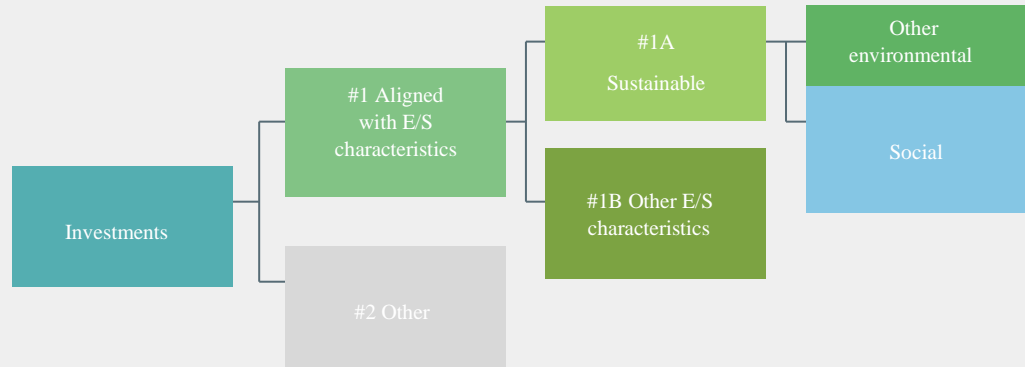 Investments
#1 Aligned
with E/S
characteristics
#2 Other
#1A
Sustainable
#1B Other E/S
characteristics
Other
environmental
Social